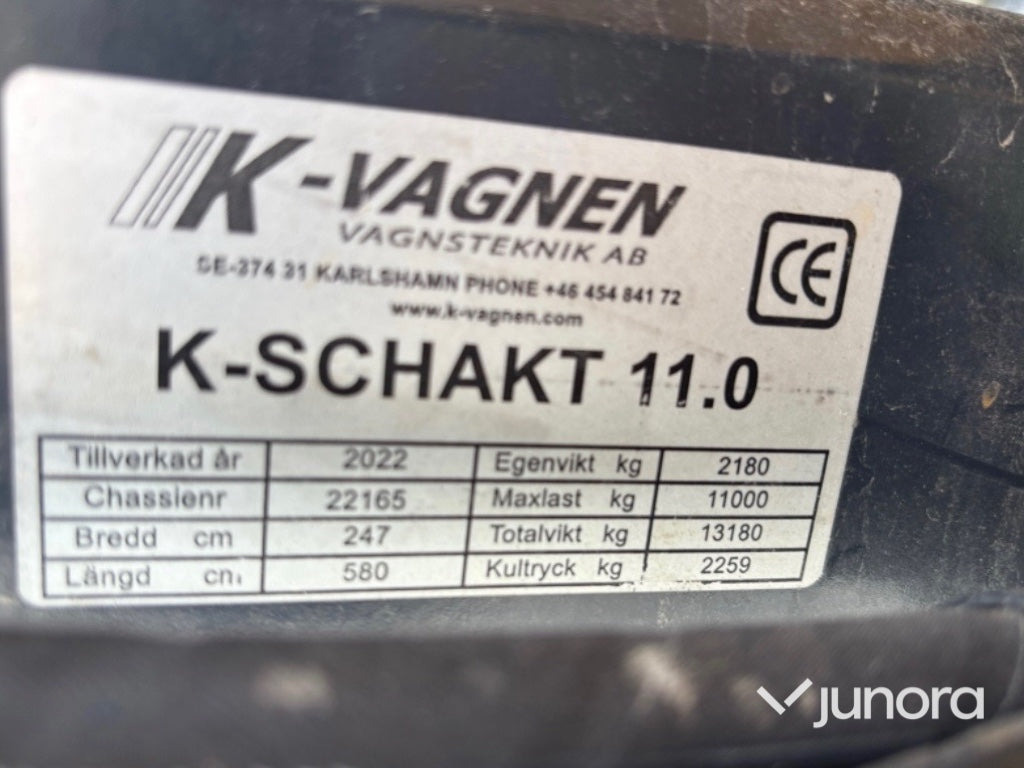 K-VAGNEN
VAGNSTEKNIK AB
SE-374 31 KARLSHAMN PHONE +46 454 841 72
www.k-vagnen.com
CE
K-SCHAKT 11.0
Tillverkad år 2022 Egenvikt kg 2180
Chassienr 22165 Maxlast kg 11000
Bredd cm 247 Totalvikt kg 13180
Längd cm 580 Kultryck kg 2259
junora